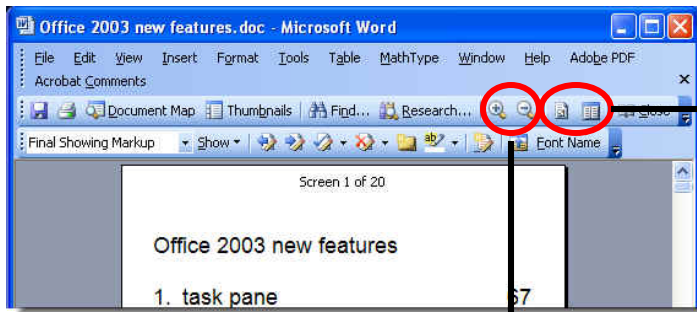 Office 2003 new features.doc - Microsoft Word
File Edit View Insert Format Tools Table MathType Window Help Adobe PDF
Acrobat Comments
Document Map Thumbnails Find... Research... Close
Final Showing Markup Show Font Name
Screen 1 of 20
Office 2003 new features
1. task pane 67